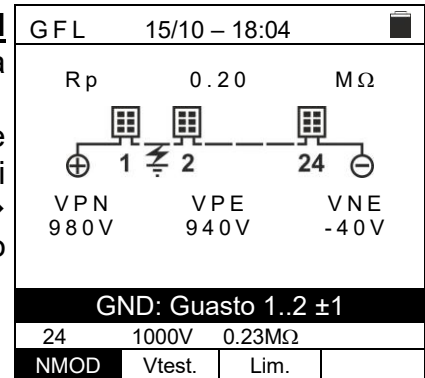 GFL 15/10 – 18:04
Rp 0.20 MΩ
1 2 24
VPN VPE VNE
980V 940V -40V
GND: Guasto 1..2 ±1
24 1000V 0.23MΩ
NMOD Vtest. Lim.